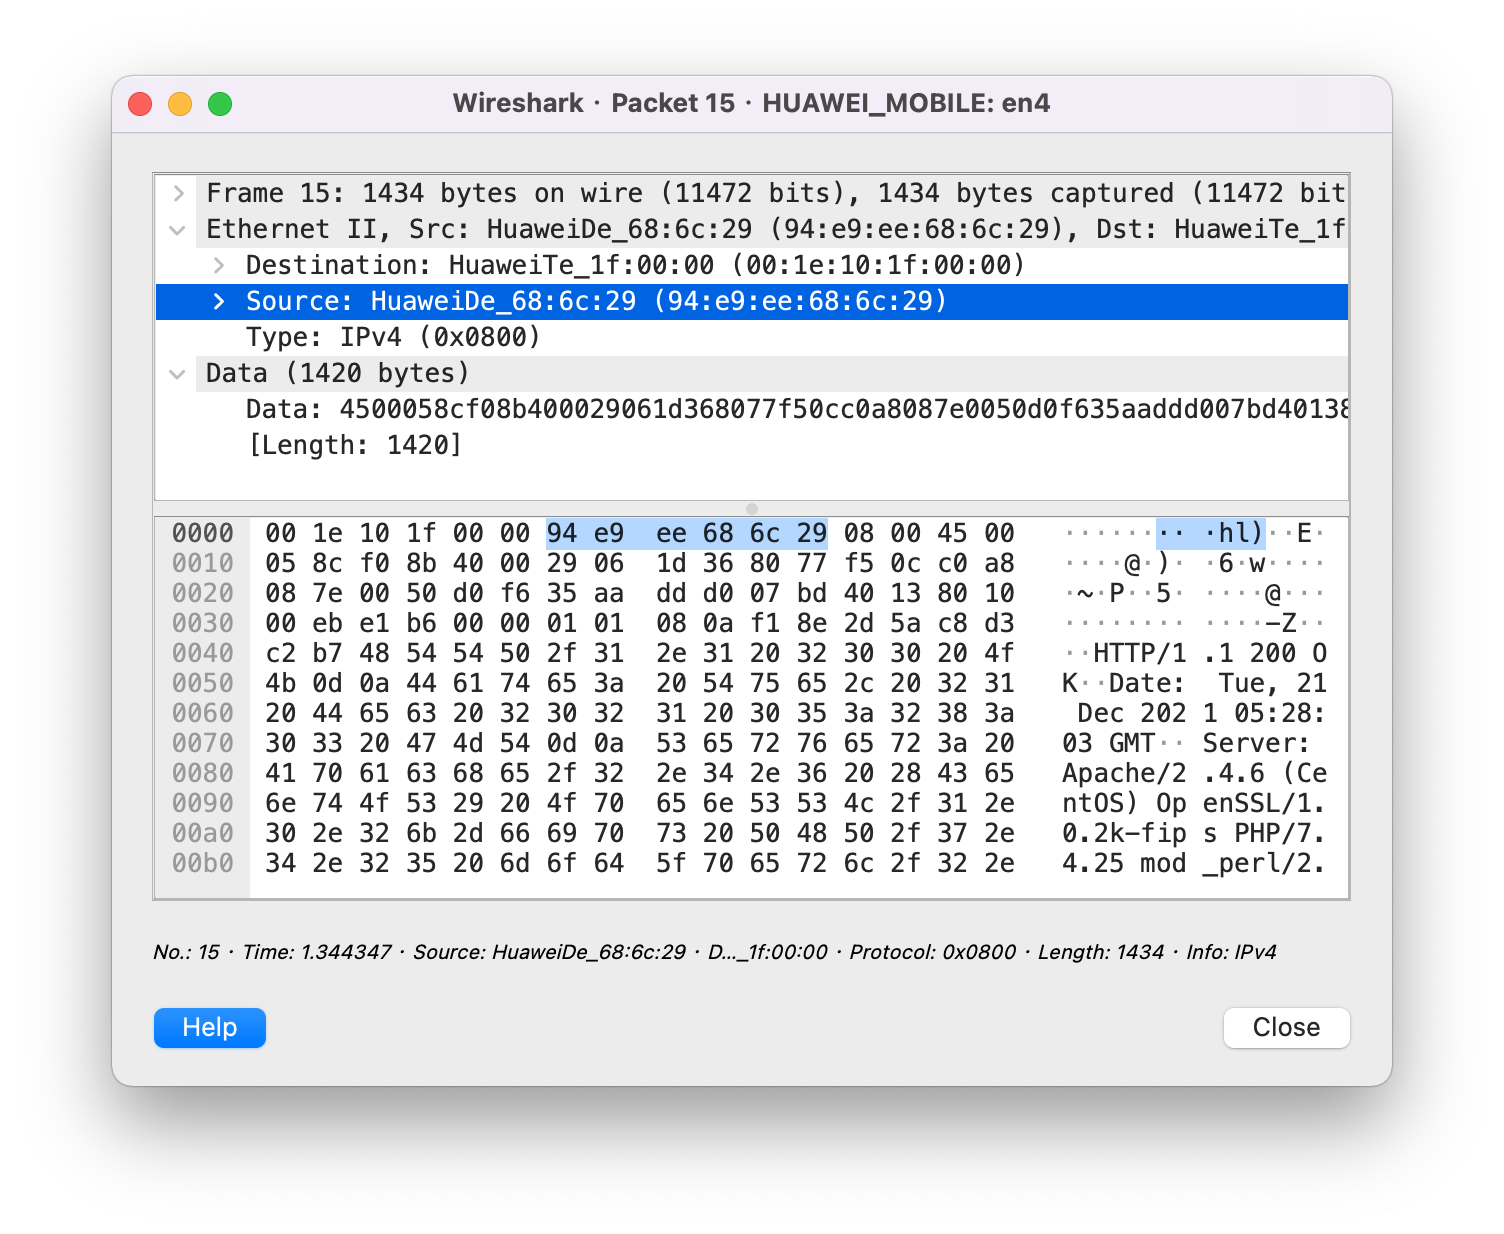 Wireshark · Packet 15 · HUAWEI_MOBILE: en4
Frame 15: 1434 bytes on wire (11472 bits), 1434 bytes captured (11472 bit
Ethernet II, Src: HuaweiDe_68:6c:29 (94:e9:ee:68:6c:29), Dst: HuaweiTe_1f
Destination: HuaweiTe_1f:00:00 (00:1e:10:1f:00:00)
Source: HuaweiDe_68:6c:29 (94:e9:ee:68:6c:29)
Type: IPv4 (0x0800)
Data (1420 bytes)
Data: 4500058cf08b400029061d368077f50cc0a8087e0050d0f635aaddd007bd40138
[Length: 1420]
0000 00 1e 10 1f 00 00 94 e9 ee 68 6c 29 08 00 45 00 ········ ·hl)··E·
0010 05 8c f0 8b 40 00 29 06 1d 36 80 77 f5 0c c0 a8 ····@·)· ·6·w····
0020 08 7e 00 50 d0 f6 35 aa dd d0 07 bd 40 13 80 10 ·~·P··5· ····@···
0030 00 eb e1 b6 00 00 01 01 08 0a f1 8e 2d 5a c8 d3 ········ ····-Z··
0040 c2 b7 48 54 54 50 2f 31 2e 31 20 32 30 30 20 4f ··HTTP/1 .1 200 O
0050 4b 0d 0a 44 61 74 65 3a 20 54 75 65 2c 20 32 31 K··Date:  Tue, 21
0060 20 44 65 63 20 32 30 32 31 20 30 35 3a 32 38 3a  Dec 202 1 05:28:
0070 30 33 20 47 4d 54 0d 0a 53 65 72 76 65 72 3a 20 03 GMT·· Server:
0080 41 70 61 63 68 65 2f 32 2e 34 2e 36 20 28 43 65 Apache/2 .4.6 (Ce
0090 6e 74 4f 53 29 20 4f 70 65 6e 53 53 4c 2f 31 2e ntOS) Op enSSL/1.
00a0 30 2e 32 6b 2d 66 69 70 73 20 50 48 50 2f 37 2e 0.2k-fip s PHP/7.
00b0 34 2e 32 35 20 6d 6f 64 5f 70 65 72 6c 2f 32 2e 4.25 mod _perl/2.
No.: 15 · Time: 1.344347 · Source: HuaweiDe_68:6c:29 · D..._1f:00:00 · Protocol: 0x0800 · Length: 1434 · Info: IPv4
Help
Close